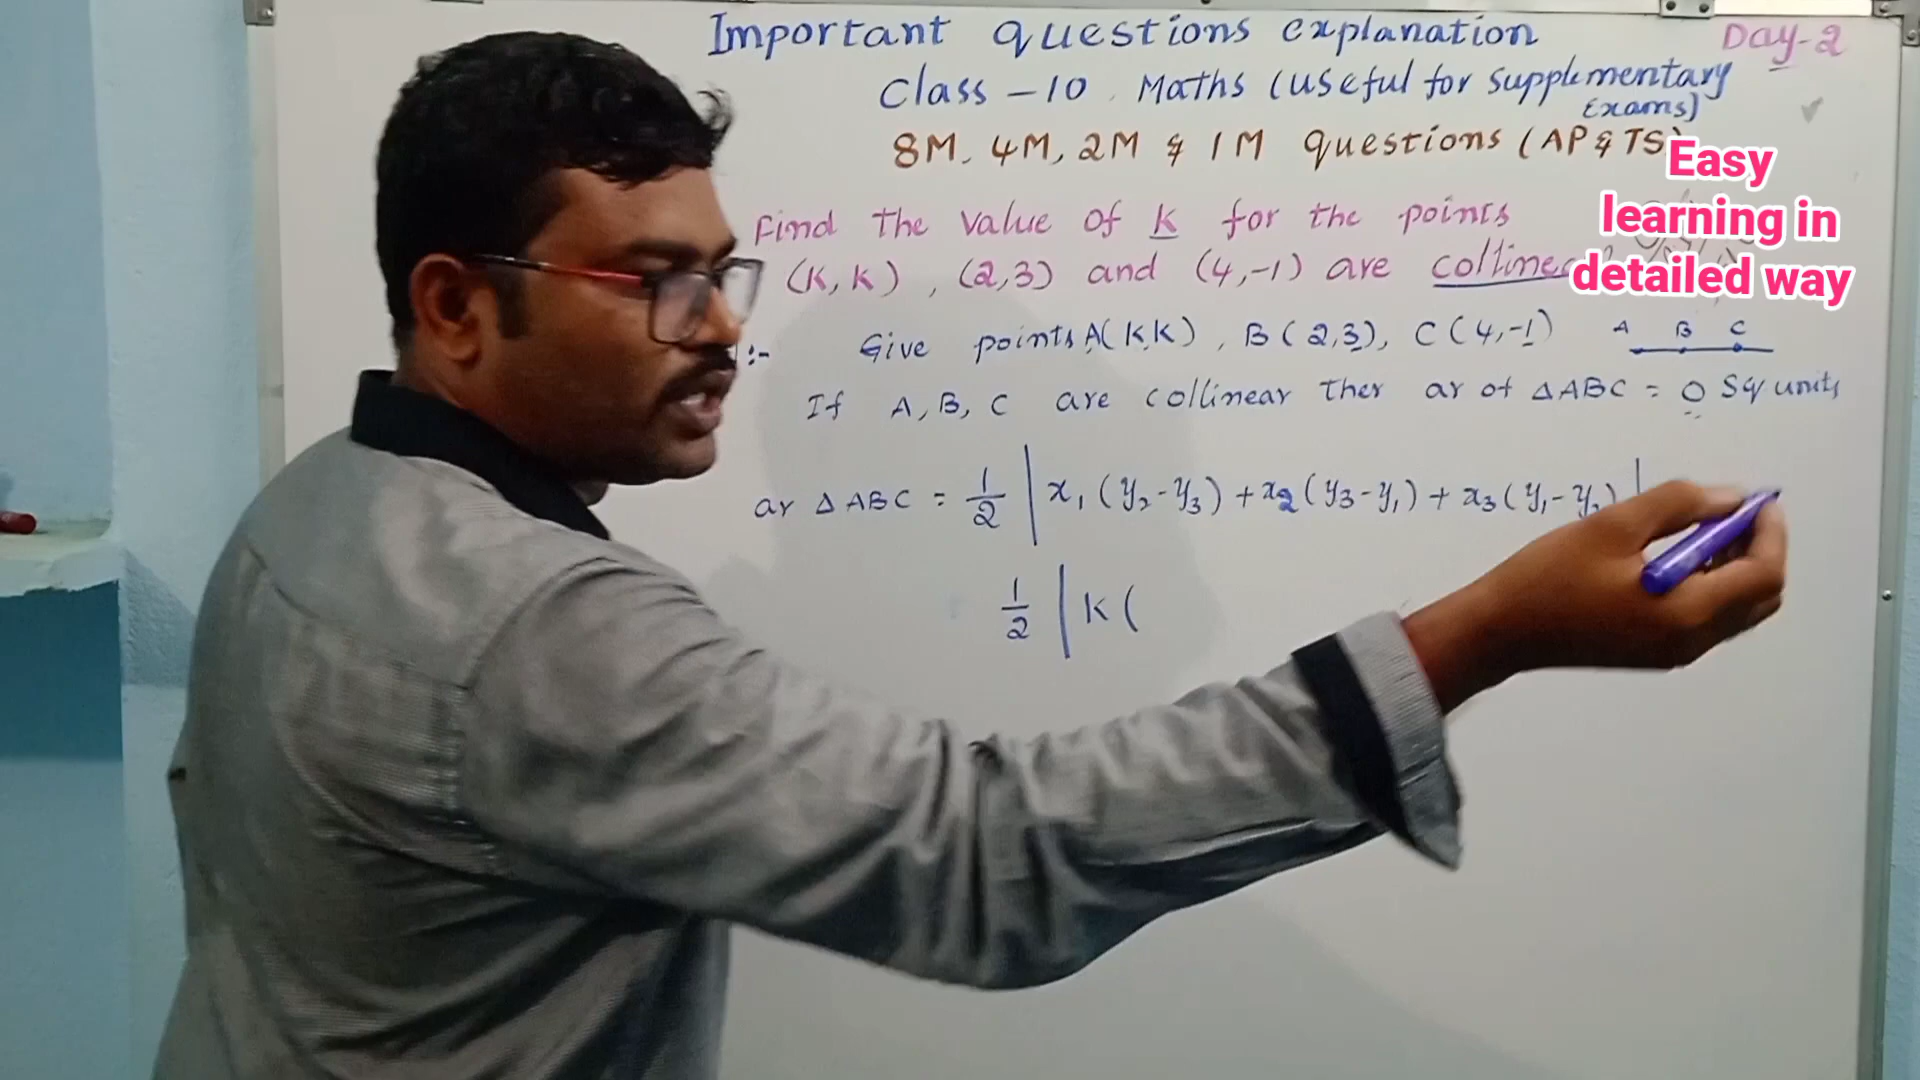 Important questions explanation Day-2
Class - 10. Maths (useful for Supplementary Exams)
8M, 4M, 2M & 1M questions (AP & TS)
Easy
learning in
detailed way
Find the value of k for the points
(K, K), (2,3) and (4,-1) are
:- Give points A(K,K), B(2,3), C(4,-1) A B C
If A, B, C are collinear ar of ΔABC = 0 Sq units
ar ΔABC = 1/2 | x₁(y₂-y₃) + x₂(y₃-y₁) + x₃(y₁-y₂) |
1/2 | K (